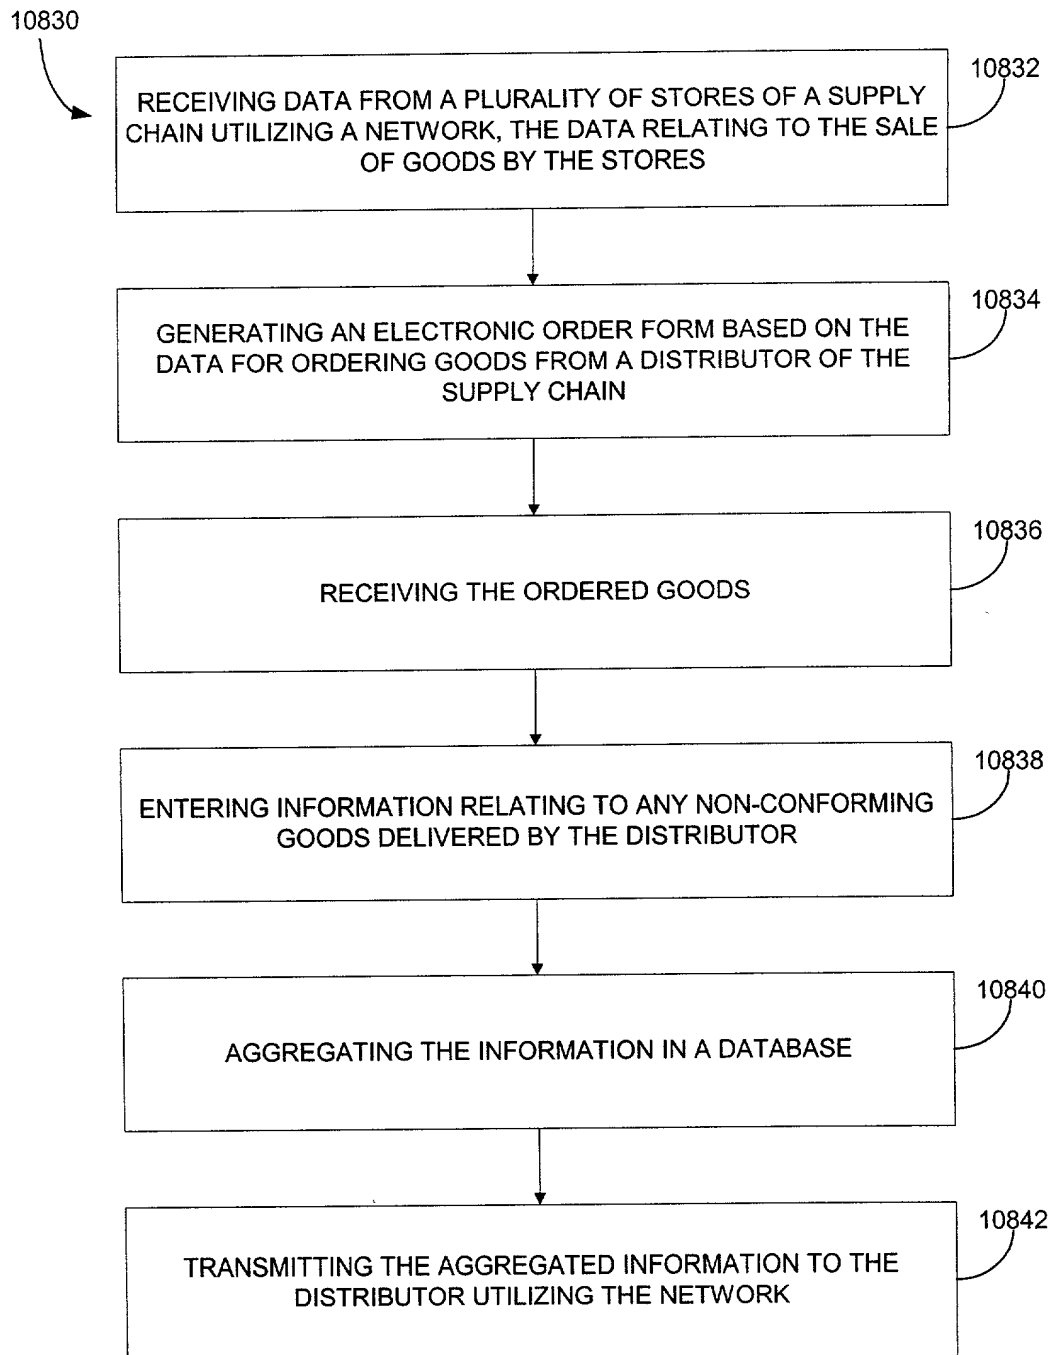 10830
10832
RECEIVING DATA FROM A PLURALITY OF STORES OF A SUPPLY
CHAIN UTILIZING A NETWORK, THE DATA RELATING TO THE SALE
OF GOODS BY THE STORES
10834
GENERATING AN ELECTRONIC ORDER FORM BASED ON THE
DATA FOR ORDERING GOODS FROM A DISTRIBUTOR OF THE
SUPPLY CHAIN
10836
RECEIVING THE ORDERED GOODS
10838
ENTERING INFORMATION RELATING TO ANY NON-CONFORMING
GOODS DELIVERED BY THE DISTRIBUTOR
10840
AGGREGATING THE INFORMATION IN A DATABASE
10842
TRANSMITTING THE AGGREGATED INFORMATION TO THE
DISTRIBUTOR UTILIZING THE NETWORK